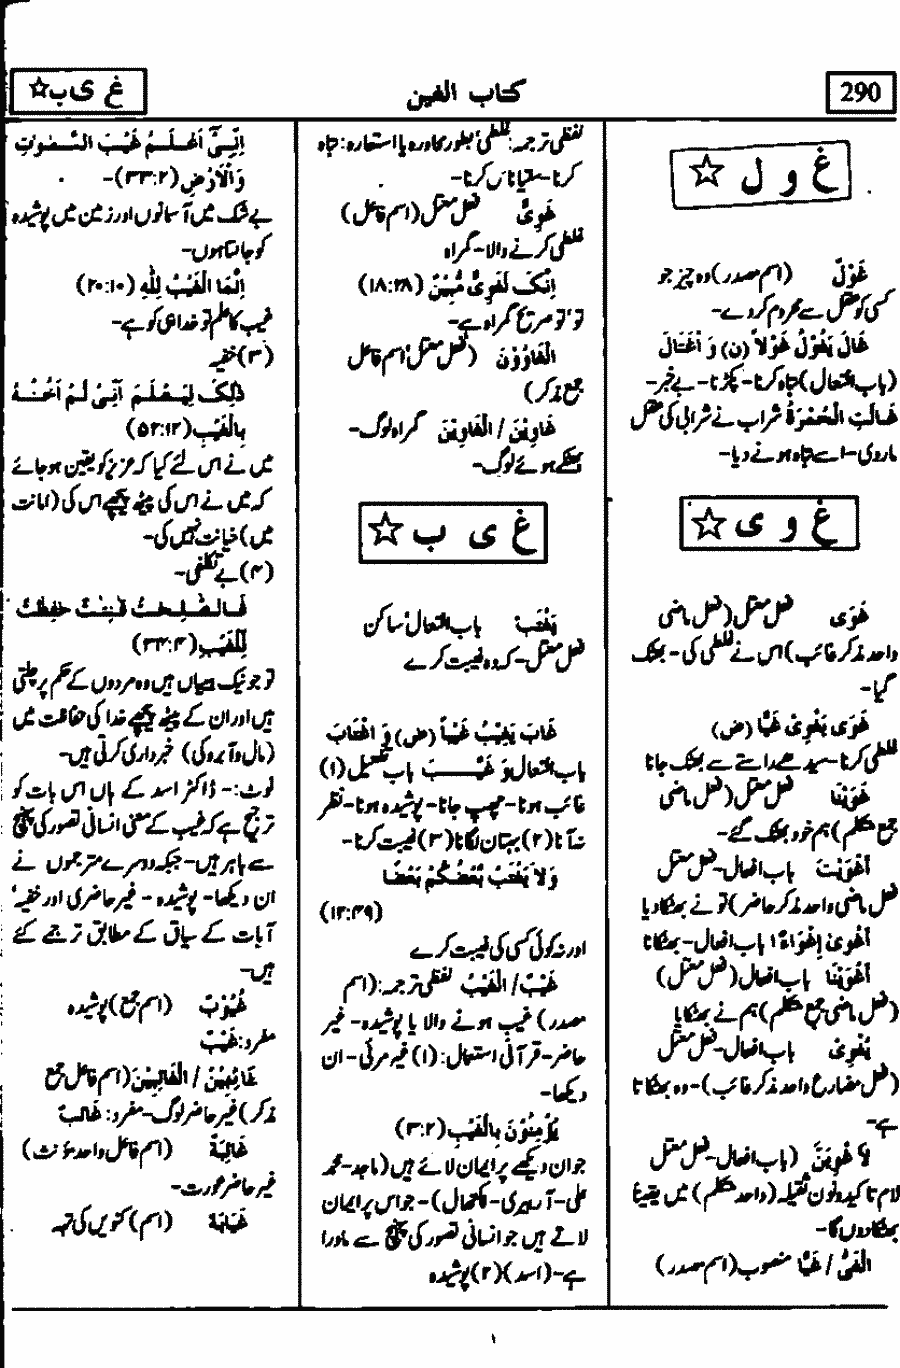 290
کتاب الغین
غ ی ب ☆
غ و ل ☆
غَوْلٌ (اسم مصدر) وہ چیز جو
کسی کو عقل سے محروم کر دے۔
غَالَ يَغُوْلُ غَوْلاً (ن) وَ اغْتَالَ
(باب افتعال) تباہ کرنا۔ پکڑنا۔ بے خبر۔
غَالَتِ الْخَمْرَةُ شراب نے شرابی کی عقل
ماردی۔ اسے تباہ ہونے دیا۔
غ و ی ☆
غَوٰى فعل معتل (فعل ماضی
واحد مذکر غائب) اس نے غلطی کی۔ بھٹک
گیا۔
غَوٰى يَغْوِىْ غَيًّا (ض)
غلطی کرنا۔ سیدھے راستے سے بھٹک جانا
غَوَيْنَا فعل معتل (فعل ماضی
جمع متکلم) ہم خود بھٹک گئے۔
اَغْوَيْتَ باب افعال۔ فعل معتل
فعل ماضی واحد مذکر حاضر) تو نے بھٹکا دیا
اَغْوٰى اِغْوَاءً ا باب افعال۔ بھٹکانا
اَغْوَيْنَا باب افعال (فعل معتل)
(فعل ماضی جمع متکلم) ہم نے بھٹکایا
يُغْوِىْ باب افعال۔ فعل معتل
(فعل مضارع واحد مذکر غائب)۔ وہ بھٹکاتا
ہے۔
لَاُغْوِيَنَّ (باب افعال۔ فعل معتل
لام تاکید و نون ثقیلہ (واحد متکلم) میں یقیناً
بھٹکا دوں گا۔
اَلْغَىُّ / غَيًّا منصوب (اسم مصدر)
لفظی ترجمہ: غلطی بطور محاورہ یا استعارہ: تباہ
کرنا۔ ستیاناس کرنا۔
غَوِىٌّ فعل معتل (اسم فاعل)
غلطی کرنے والا۔ گمراہ
اِنَّکَ لَغَوِىٌّ مُّبِيْنٌ (۱۸:۲۸)
تو تو صریح گمراہ ہے۔
اَلْغَاوُوْنَ (فعل معتل اسم فاعل
جمع مذکر)
غَاوِيْنَ / اَلْغَاوِيْنَ گمراہ لوگ۔
بھٹکے ہوئے لوگ۔
غ ی ب ☆
يَغْتَبْ باب افتعال ساکن
فعل معتل۔ کہ وہ غیبت کرے
غَابَ يَغِيْبُ غَيْبًا (ض) وَ اغْتَابَ
باب افتعال وَ غَيَّبَ باب تفعیل (۱)
غائب ہونا۔ چھپ جانا۔ پوشیدہ ہونا۔ نظر
نہ آنا (۲) بہتان لگانا (۳) غیبت کرنا۔
وَلَا يَغْتَبْ بَّعْضُكُمْ بَعْضًا
(۱۲:۴۹)
اور نہ کوئی کسی کی غیبت کرے
غَيْبٌ / اَلْغَيْبُ لفظی ترجمہ: (اسم
مصدر) غیب ہونے والا یا پوشیدہ۔ غیر
حاضر۔ قرآنی استعمال: (۱) غیر مرئی۔ ان
دیکھا۔
يُؤْمِنُوْنَ بِالْغَيْبِ (۳:۲)
جو ان دیکھے پر ایمان لائے ہیں (ماجد۔ محمد
علی۔ آربری۔ پکتھال)۔ جو اس پر ایمان
لاتے ہیں جو انسانی تصور کی پہنچ سے ماورا
ہے۔ (اسد) (۲) پوشیدہ
اِنِّىْٓ اَعْلَمُ غَيْبَ السَّمٰوٰتِ
وَالْاَرْضِ (۳۳:۲)۔
بے شک میں آسمانوں اور زمین میں پوشیدہ
کو جانتا ہوں۔
اِنَّمَا الْغَيْبُ لِلّٰهِ (۲۰:۱۰)
غیب کا علم تو خدا ہی کو ہے۔
(۳) خفیہ
ذٰلِکَ لِيَعْلَمَ اَنِّىْ لَمْ اَخُنْهُ
بِالْغَيْبِ (۵۲:۱۲)
میں نے اس لئے کیا کہ عزیز کو یقین ہو جائے
کہ میں نے اس کی پیٹھ پیچھے اس کی (امانت
میں) خیانت نہیں کی۔
(۴) بے تکلفی۔
فَالصّٰلِحٰتُ قٰنِتٰتٌ حٰفِظٰتٌ
لِّلْغَيْبِ (۳۴:۴)
تو جو نیک بیبیاں ہیں وہ مردوں کے حکم پر چلتی
ہیں اور ان کے پیٹھ پیچھے خدا کی حفاظت میں
(مال و آبرو کی) خبرداری کرتی ہیں۔
نوٹ:۔ ڈاکٹر اسد کے ہاں اس بات کو
ترجیح ہے کہ غیب کے معنی انسانی تصور کی پہنچ
سے باہر ہیں۔ جبکہ دوسرے مترجموں نے
ان دیکھا۔ پوشیدہ۔ غیر حاضری اور خفیہ
آیات کے سیاق کے مطابق ترجمے کئے
ہیں۔
غُيُوْبٌ (اسم جمع) پوشیدہ
مفرد: غَيْبٌ
غَائِبِيْنَ / اَلْغَائِبِيْنَ (اسم فاعل جمع
مذکر) غیر حاضر لوگ۔ مفرد: غَائِبٌ
غَائِبَةٌ (اسم فاعل واحد مؤنث)
غیر حاضر عورت۔
غَيَابَةٌ (اسم) کنویں کی تہہ
۱